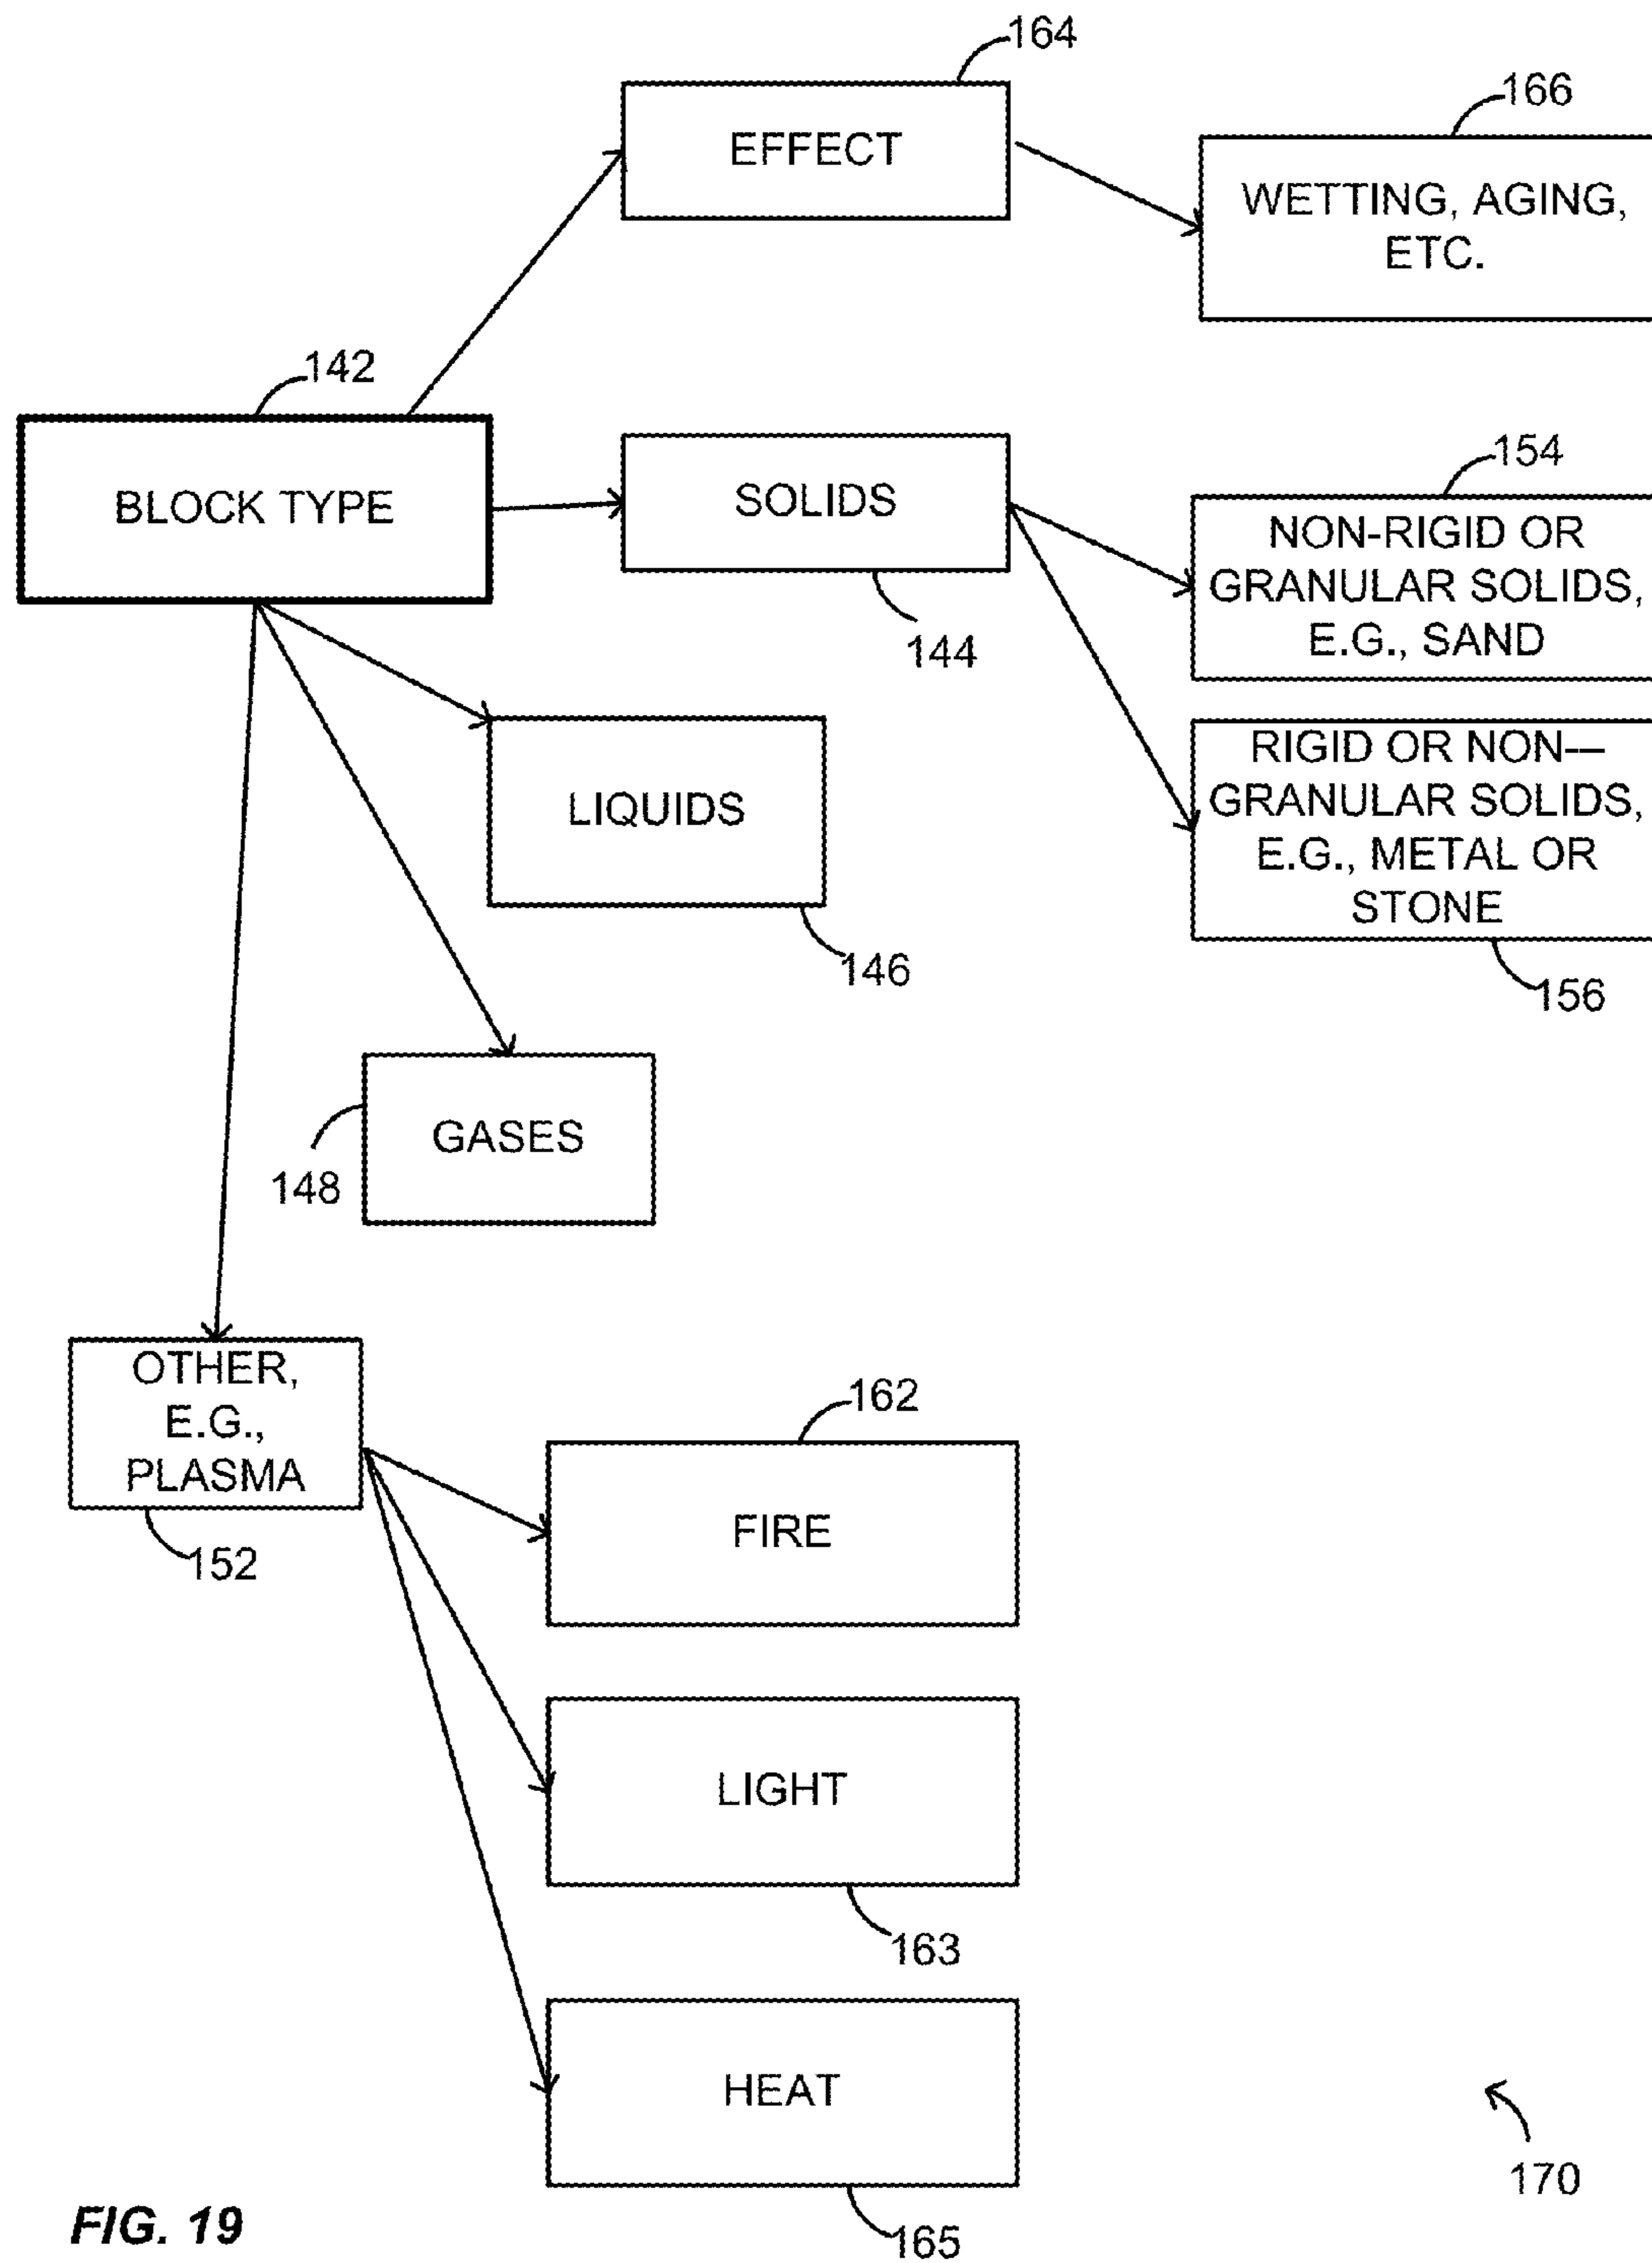 164
EFFECT
166
WETTING, AGING,
ETC.
142
BLOCK TYPE
SOLIDS
144
154
NON-RIGID OR
GRANULAR SOLIDS,
E.G., SAND
RIGID OR NON-–
GRANULAR SOLIDS,
E.G., METAL OR
STONE
156
LIQUIDS
146
GASES
148
OTHER,
E.G.,
PLASMA
152
162
FIRE
LIGHT
163
HEAT
165
170
FIG. 19